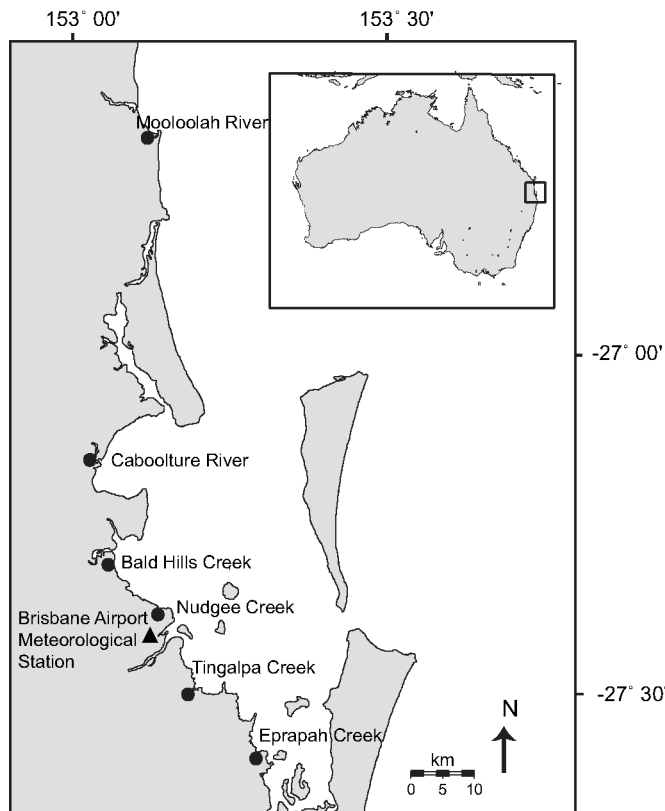 153° 00'
153° 30'
Mooloolah River
-27° 00'
Caboolture River
Bald Hills Creek
Nudgee Creek
Brisbane Airport
Meteorological
Station
Tingalpa Creek
-27° 30'
N
Eprapah Creek
km
0 5 10